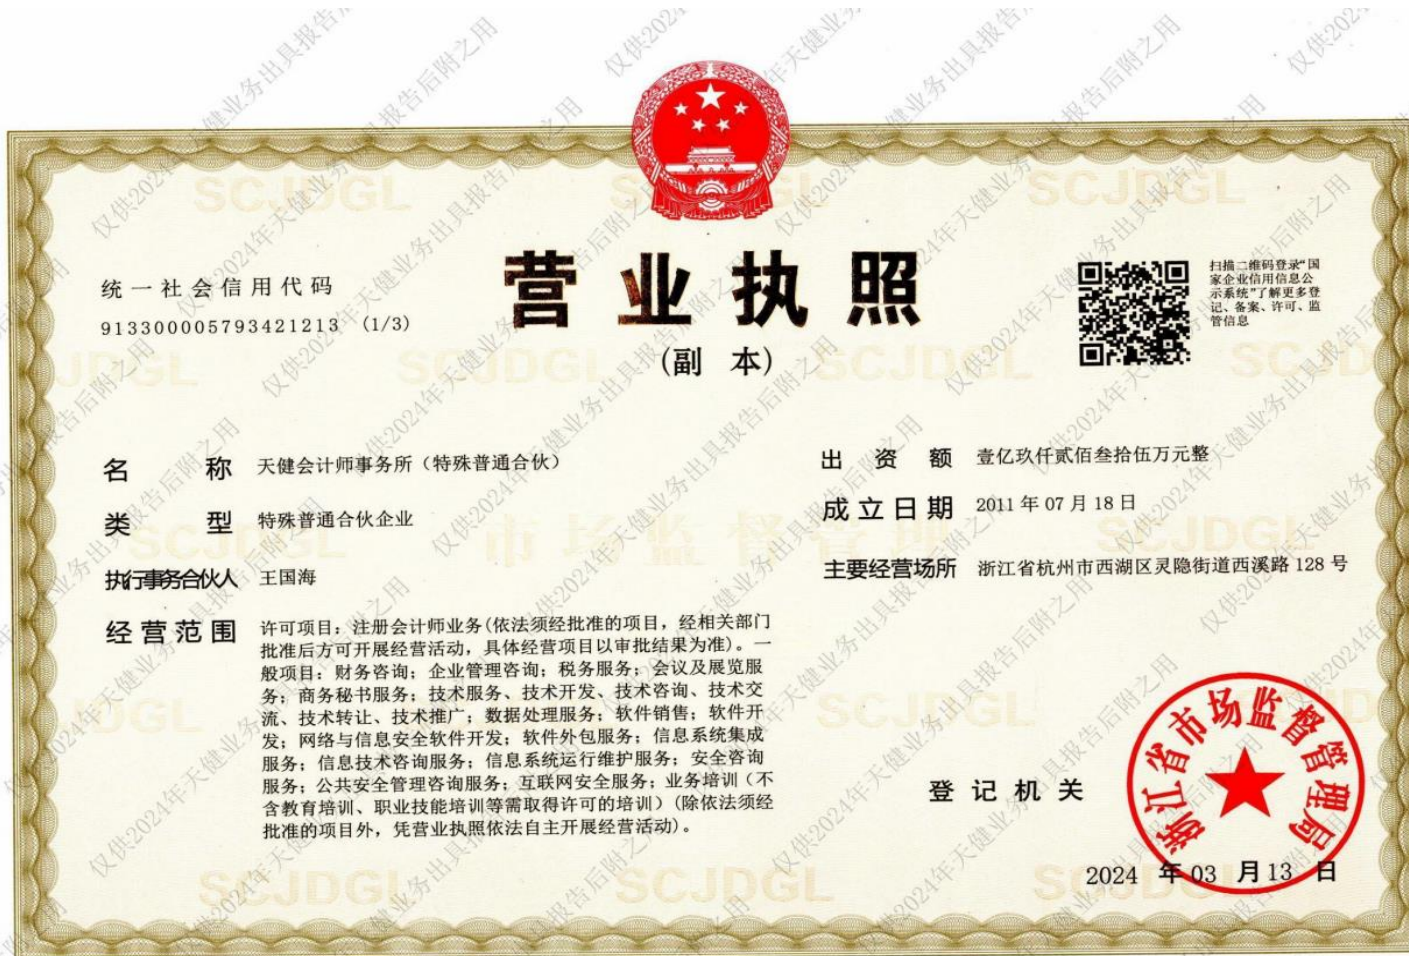 营业执照
(副 本)
统一社会信用代码
913300005793421213 (1/3)
扫描二维码登录“国
家企业信用信息公
示系统”了解更多登
记、备案、许可、监
管信息
名 称 天健会计师事务所（特殊普通合伙）
类 型 特殊普通合伙企业
执行事务合伙人 王国海
经营范围 许可项目：注册会计师业务(依法须经批准的项目，经相关部门
批准后方可开展经营活动，具体经营项目以审批结果为准)。一
般项目：财务咨询；企业管理咨询；税务服务；会议及展览服
务；商务秘书服务；技术服务、技术开发、技术咨询、技术交
流、技术转让、技术推广；数据处理服务；软件销售；软件开
发；网络与信息安全软件开发；软件外包服务；信息系统集成
服务；信息技术咨询服务；信息系统运行维护服务；安全咨询
服务；公共安全管理咨询服务；互联网安全服务；业务培训（不
含教育培训、职业技能培训等需取得许可的培训）(除依法须经
批准的项目外，凭营业执照依法自主开展经营活动)。
出 资 额 壹亿玖仟贰佰叁拾伍万元整
成立日期 2011 年 07 月 18 日
主要经营场所 浙江省杭州市西湖区灵隐街道西溪路 128 号
登记机关
浙江省市场监督管理局
2024 年 03 月 13 日
SCJDGL
市场监督管理
仅供2024年天健业务出具报告后附之用